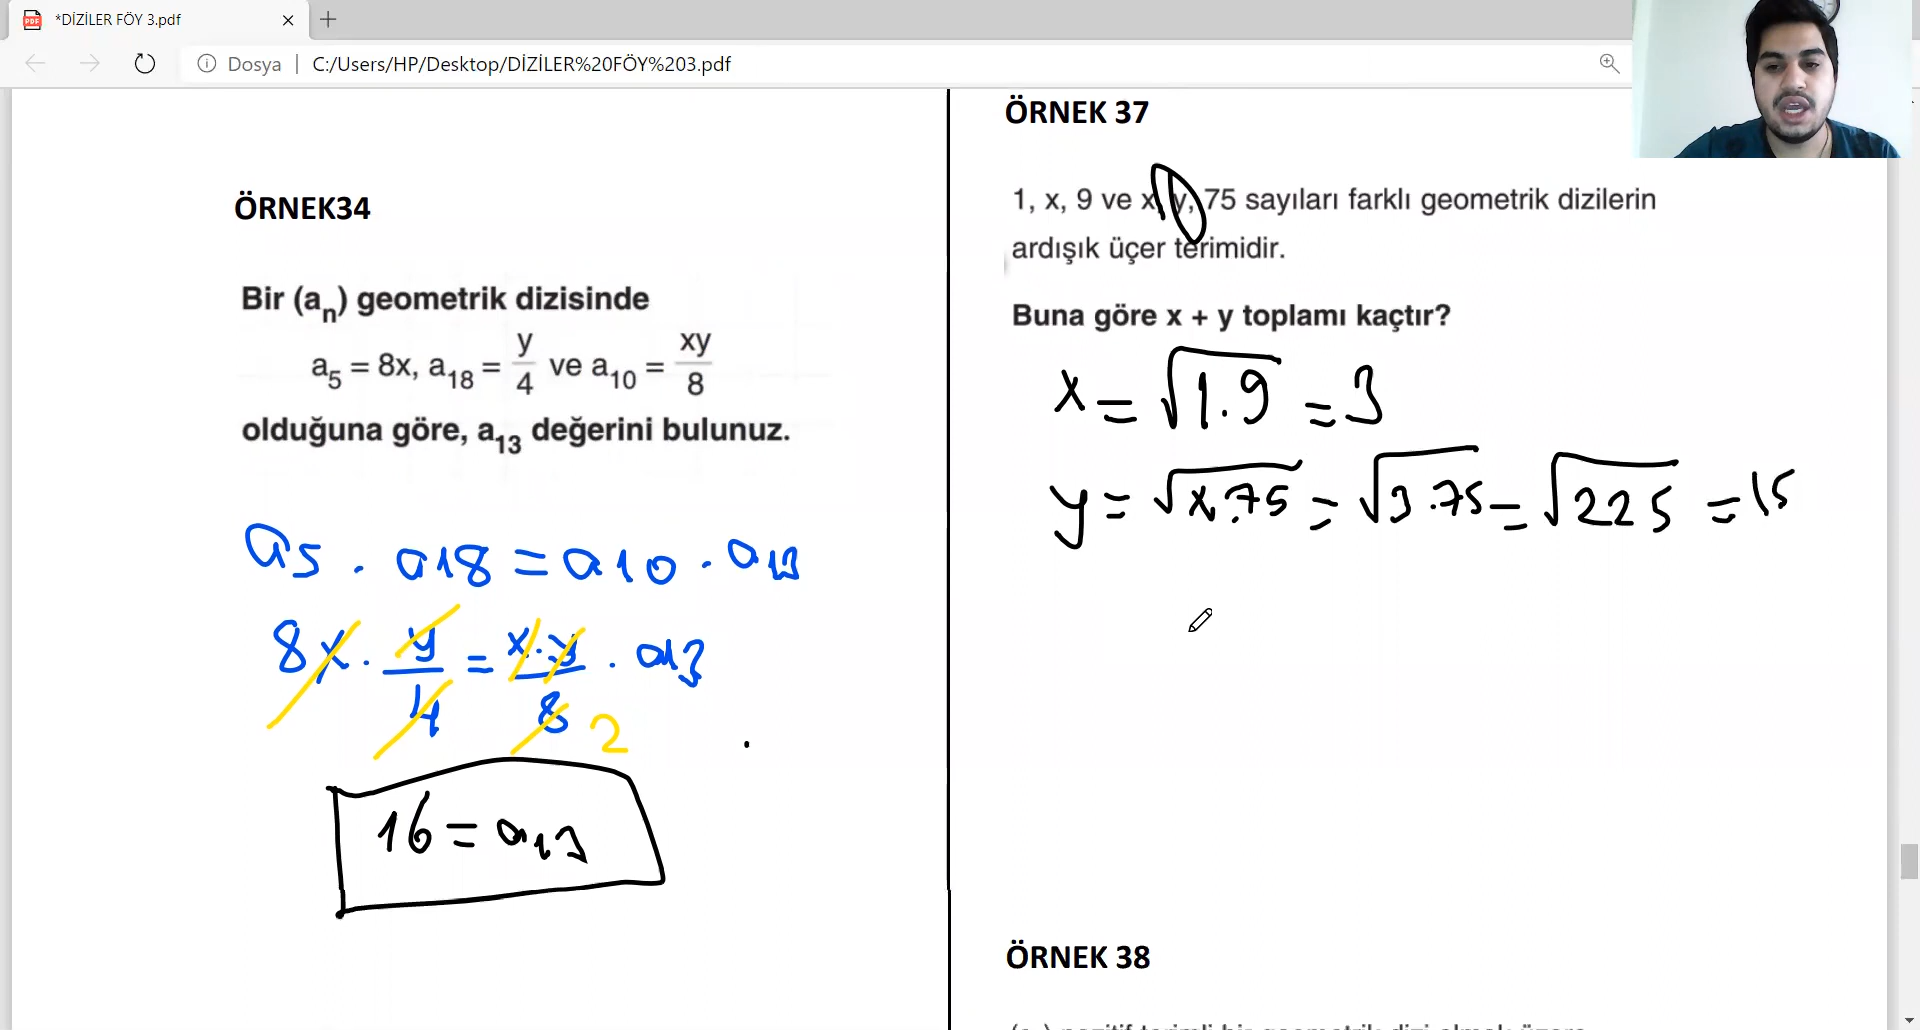 *DİZİLER FÖY 3.pdf
Dosya | C:/Users/HP/Desktop/DİZİLER%20FÖY%203.pdf
ÖRNEK34
Bir (aₙ) geometrik dizisinde
a₅ = 8x, a₁₈ = y/4 ve a₁₀ = xy/8
olduğuna göre, a₁₃ değerini bulunuz.
a5 . a18 = a10 . a13
8x . y/4 = x.y/8 . a13
2
16 = a13
ÖRNEK 37
1, x, 9 ve x, y, 75 sayıları farklı geometrik dizilerin
ardışık üçer terimidir.
Buna göre x + y toplamı kaçtır?
x = √1.9 = 3
y = √x.75 = √3.75 = √225 = 15
ÖRNEK 38